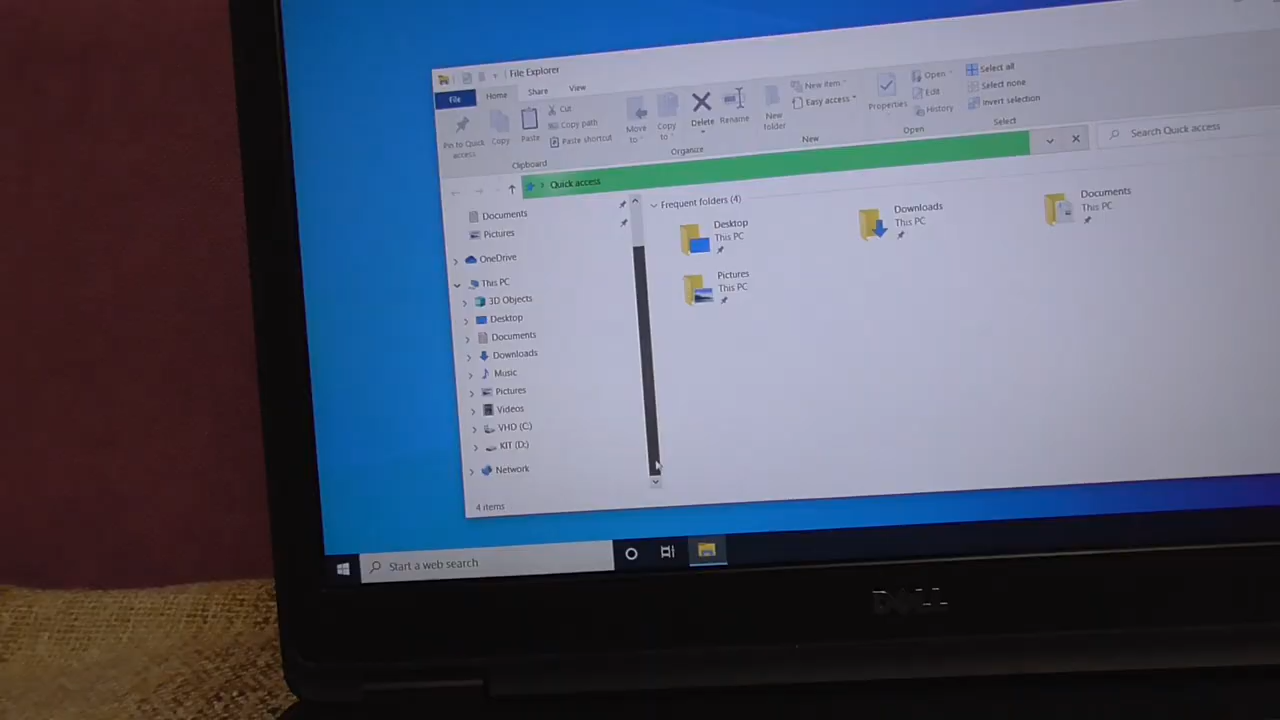 File Explorer
File
Home
Share
View
Pin to Quick access
Copy
Paste
Cut
Copy path
Paste shortcut
Clipboard
Move to
Copy to
Delete
Rename
Organize
New folder
New item
Easy access
New
Properties
Open
Edit
History
Open
Select all
Select none
Invert selection
Select
Quick access
Search Quick access
Documents
Pictures
OneDrive
This PC
3D Objects
Desktop
Documents
Downloads
Music
Pictures
Videos
VHD (C:)
KIT (D:)
Network
4 items
Frequent folders (4)
Desktop
This PC
Downloads
This PC
Documents
This PC
Pictures
This PC
Start a web search
DELL